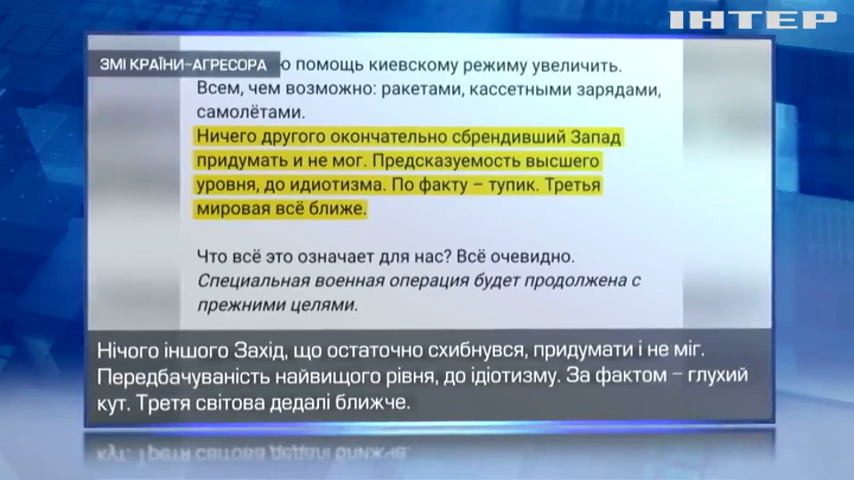 ІНТЕР
ЗМІ КРАЇНИ-АГРЕСОРА
ю помощь киевскому режиму увеличить.
Всем, чем возможно: ракетами, кассетными зарядами,
самолётами.
Ничего другого окончательно сбрендивший Запад
придумать и не мог. Предсказуемость высшего
уровня, до идиотизма. По факту – тупик. Третья
мировая всё ближе.
Что всё это означает для нас? Всё очевидно.
Специальная военная операция будет продолжена с
прежними целями.
Нічого іншого Захід, що остаточно схибнувся, придумати і не міг.
Передбачуваність найвищого рівня, до ідіотизму. За фактом – глухий
кут. Третя світова дедалі ближче.